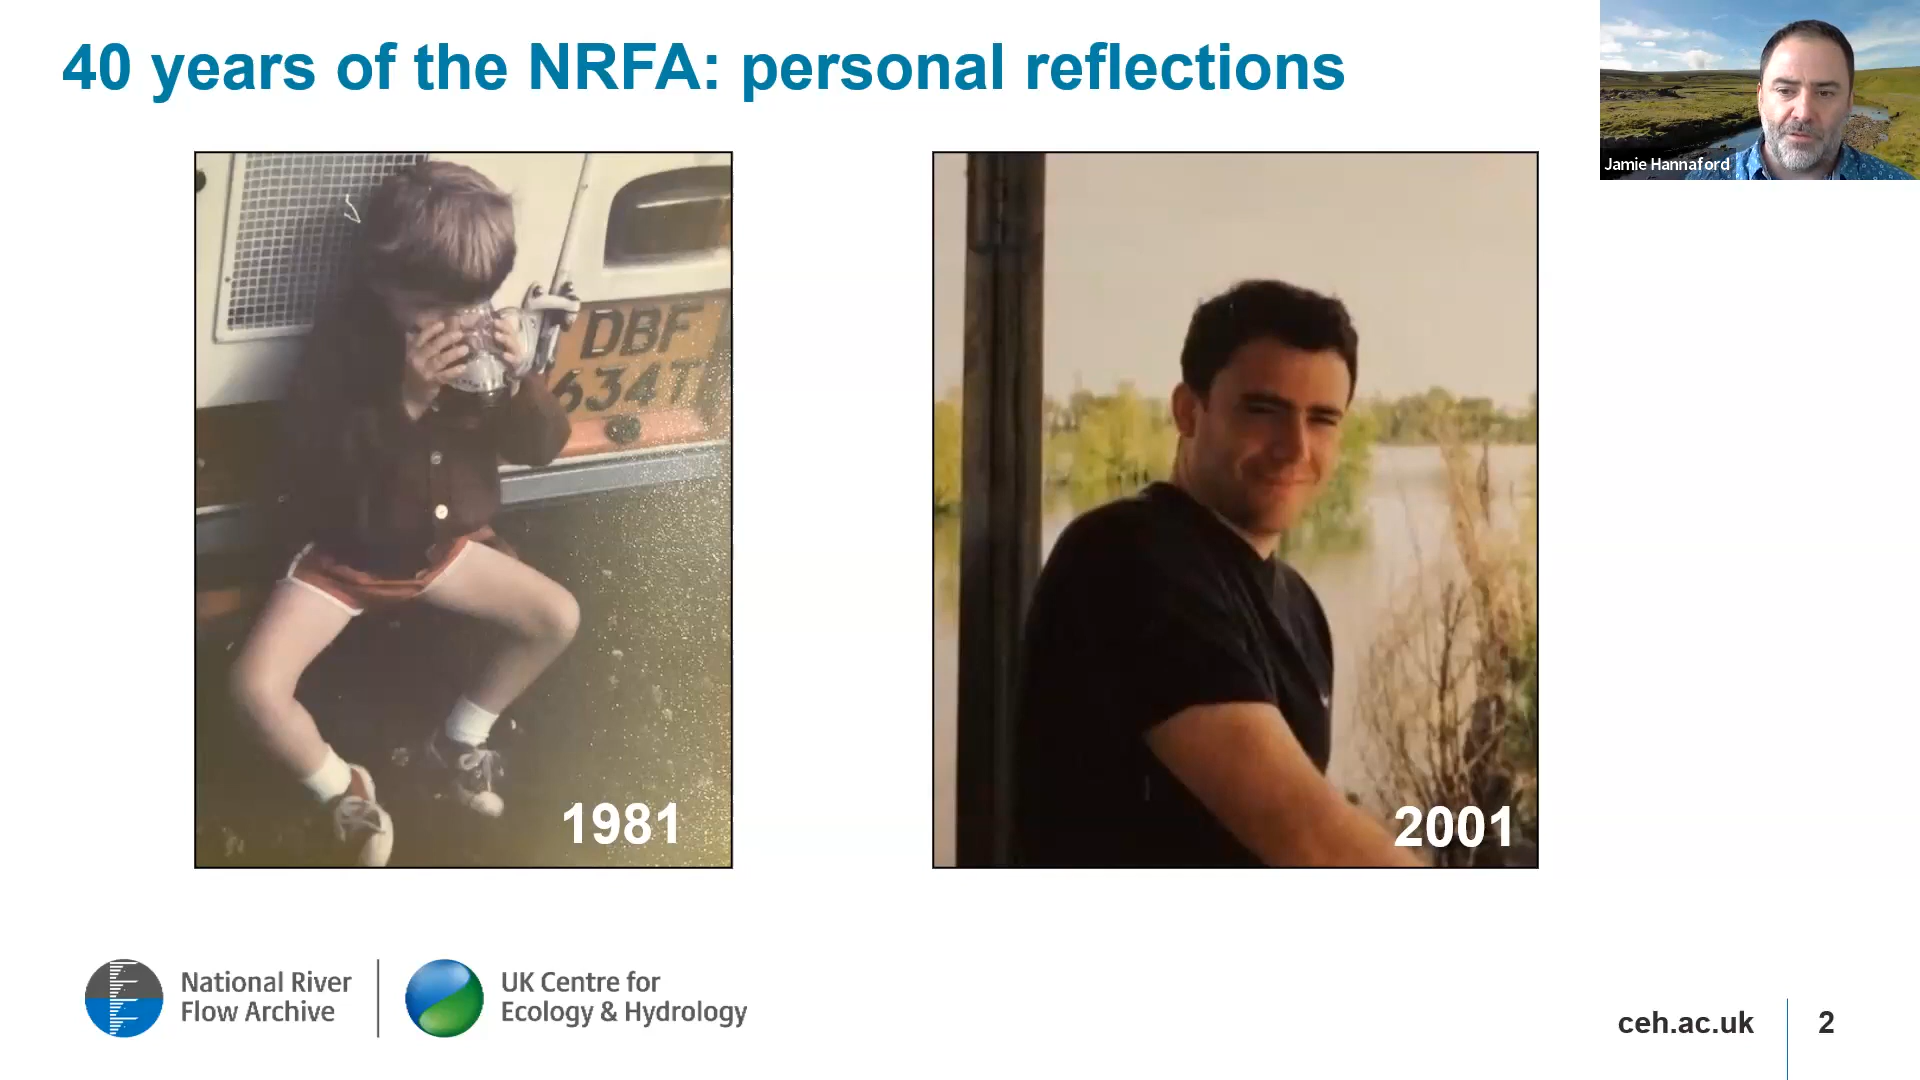 40 years of the NRFA: personal reflections
Jamie Hannaford
DBF
634T
1981
2001
National River
Flow Archive
UK Centre for
Ecology & Hydrology
ceh.ac.uk
2